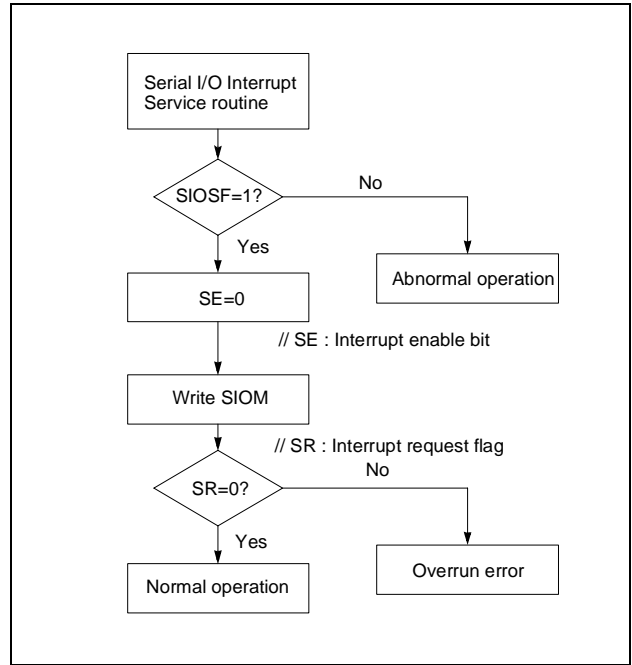 Serial I/O Interrupt
Service routine
SIOSF=1?
No
Yes
Abnormal operation
SE=0
// SE : Interrupt enable bit
Write SIOM
// SR : Interrupt request flag
No
SR=0?
Yes
Overrun error
Normal operation